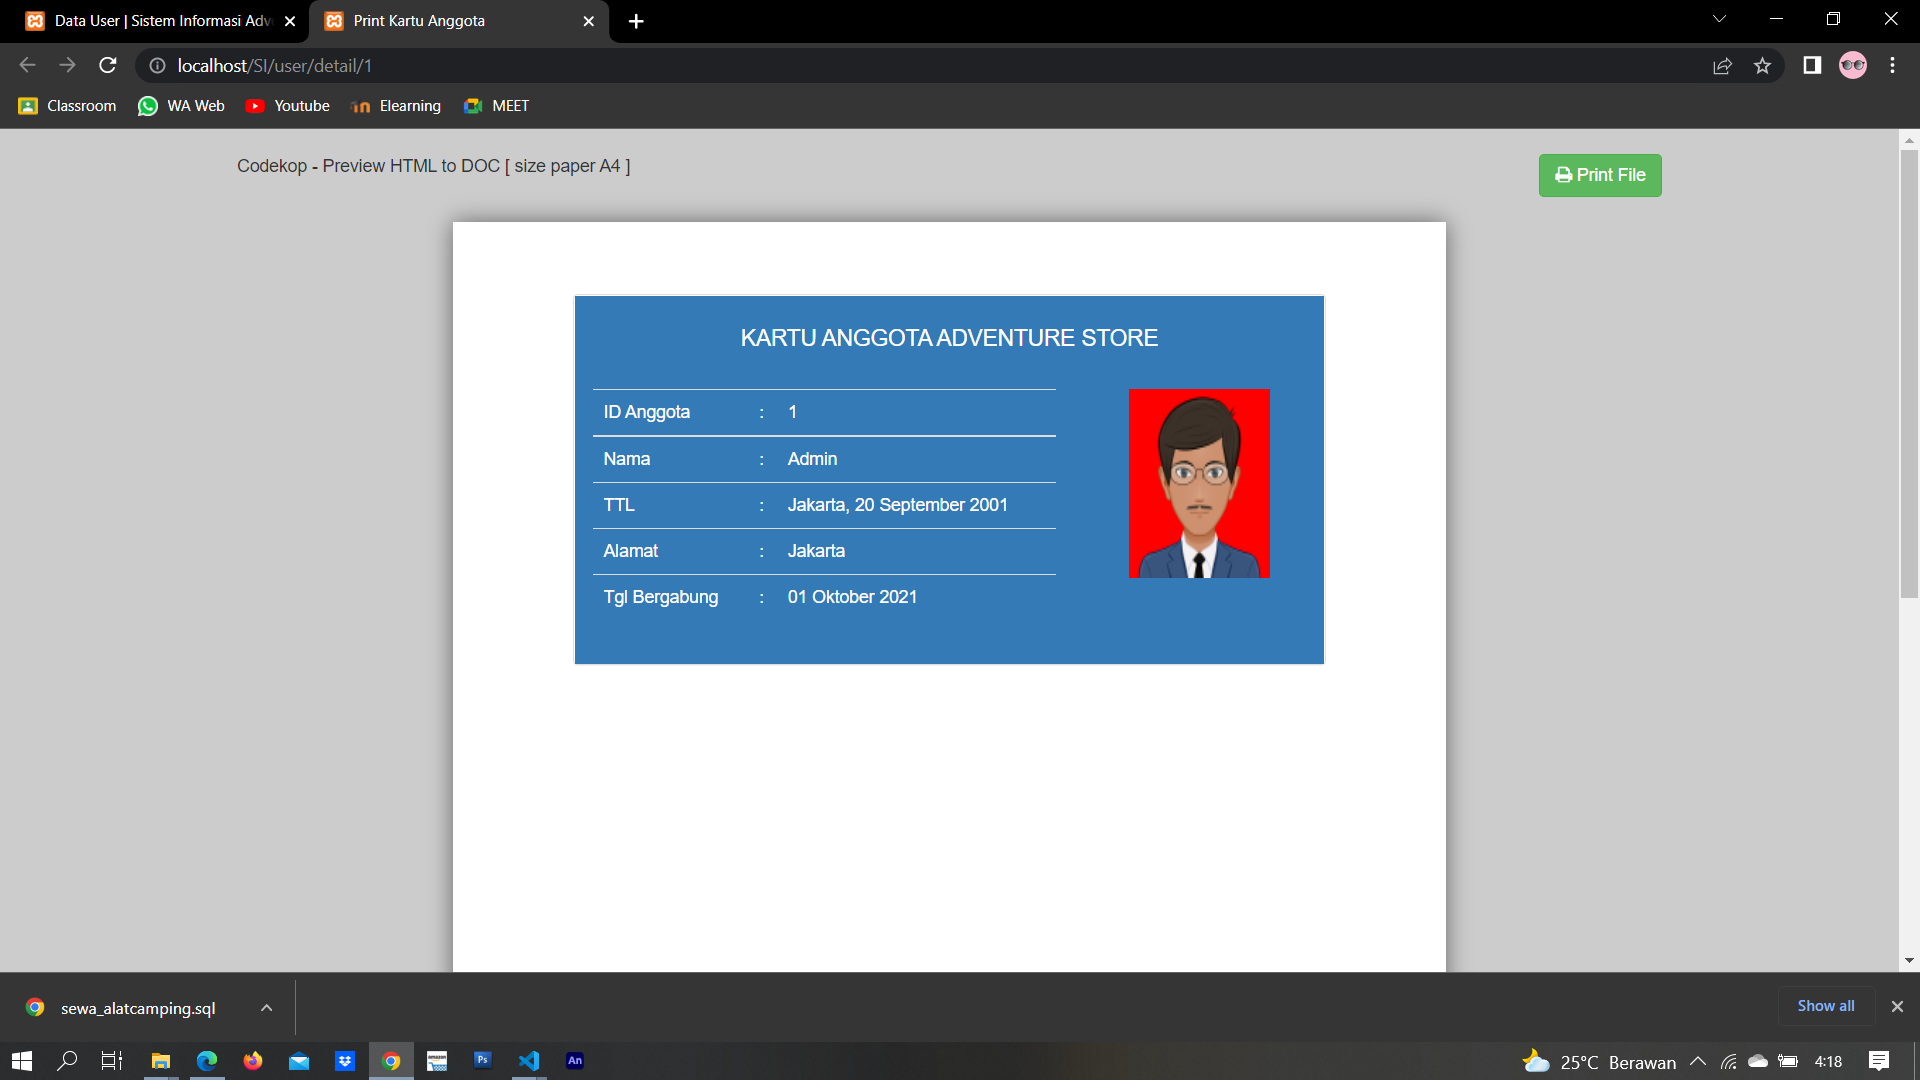 Data User | Sistem Informasi Adv
Print Kartu Anggota
localhost/SI/user/detail/1
Classroom
WA Web
Youtube
Elearning
MEET
Codekop - Preview HTML to DOC [ size paper A4 ]
Print File
KARTU ANGGOTA ADVENTURE STORE
ID Anggota : 1
Nama : Admin
TTL : Jakarta, 20 September 2001
Alamat : Jakarta
Tgl Bergabung : 01 Oktober 2021
sewa_alatcamping.sql
Show all
Ps
An
25°C Berawan
4:18